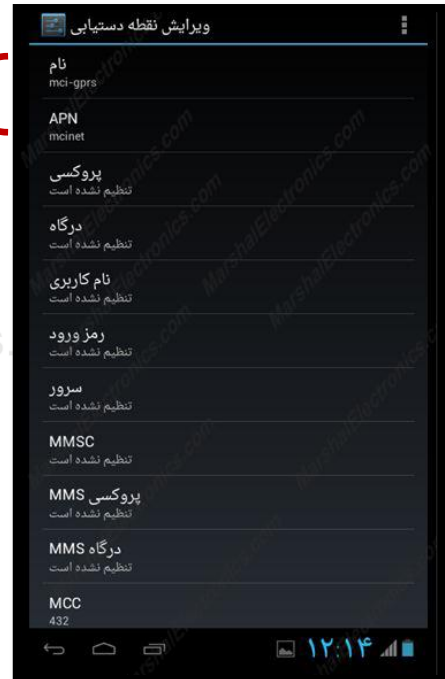 ویرایش نقطه دستیابی
نام
mci-gprs
APN
mcinet
پروکسی
تنظیم نشده است
درگاه
تنظیم نشده است
نام کاربری
تنظیم نشده است
رمز ورود
تنظیم نشده است
سرور
تنظیم نشده است
MMSC
تنظیم نشده است
پروکسی MMS
تنظیم نشده است
درگاه MMS
تنظیم نشده است
MCC
432
۱۲:۱۴
MarshalElectronics.com